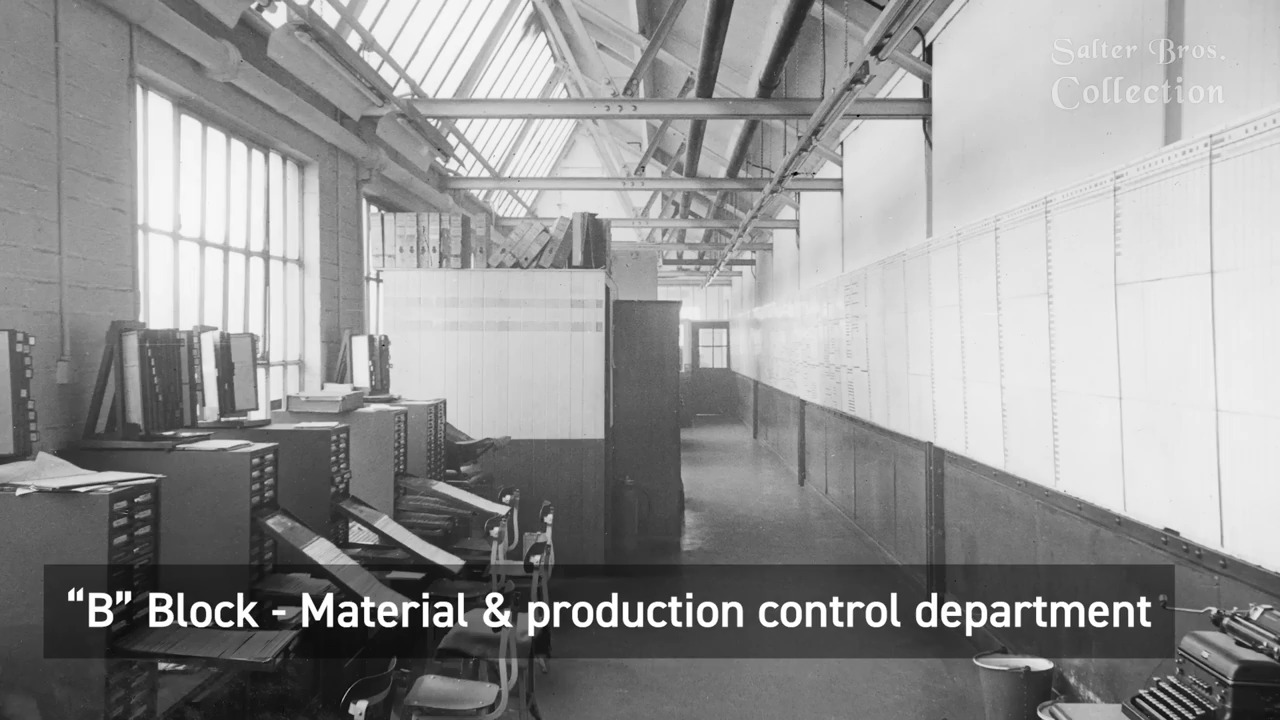 Salter Bros.
Collection
“B” Block - Material & production control department